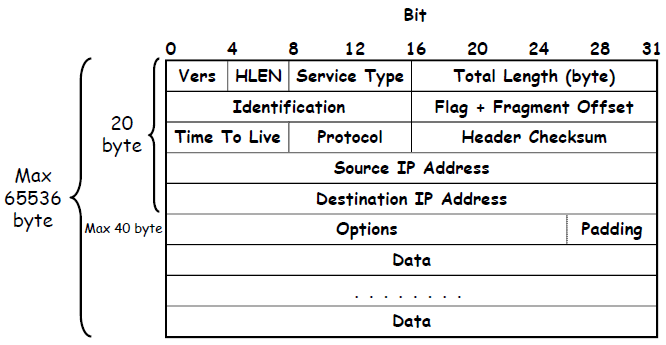 Bit
0 4 8 12 16 20 24 28 31
Vers HLEN Service Type Total Length (byte)
Identification Flag + Fragment Offset
20
byte
Time To Live Protocol Header Checksum
Source IP Address
Max
65536
byte
Destination IP Address
Max 40 byte
Options Padding
Data
. . . . . . . .
Data